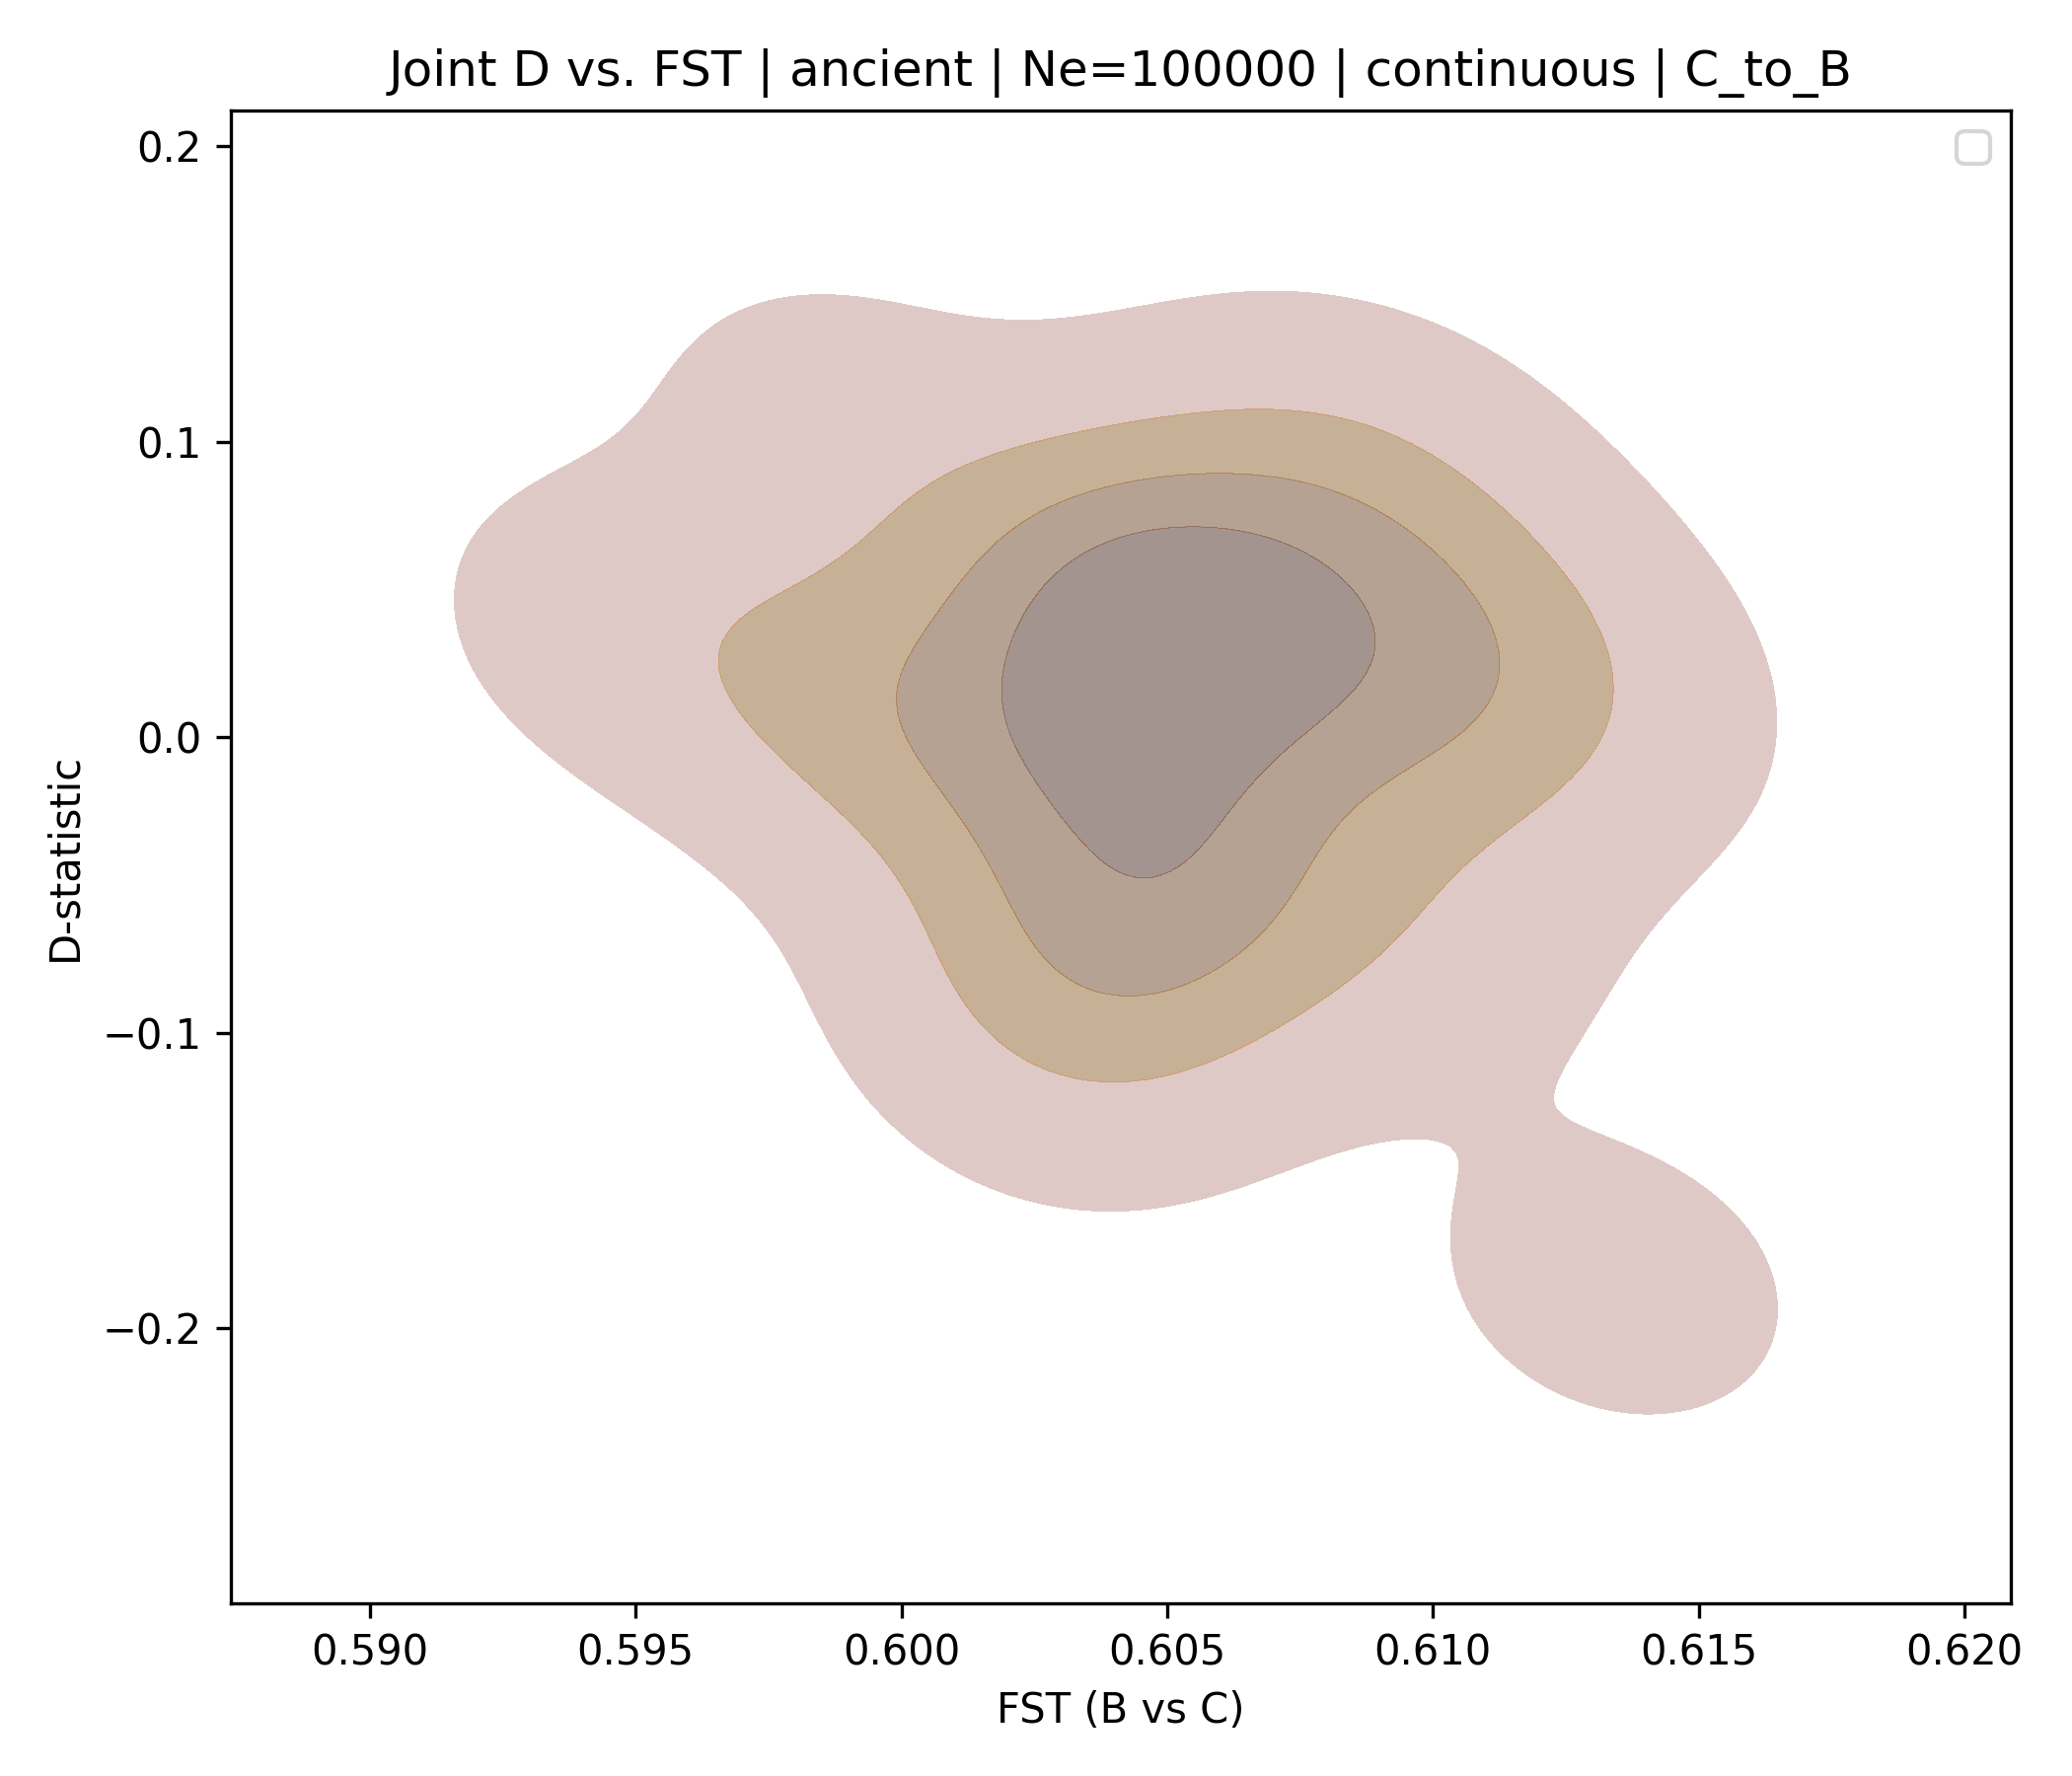 Joint D vs. FST | ancient | Ne=100000 | continuous | C_to_B
0.2
0.1
0.0
−0.1
−0.2
D-statistic
0.590 0.595 0.600 0.605 0.610 0.615 0.620
FST (B vs C)